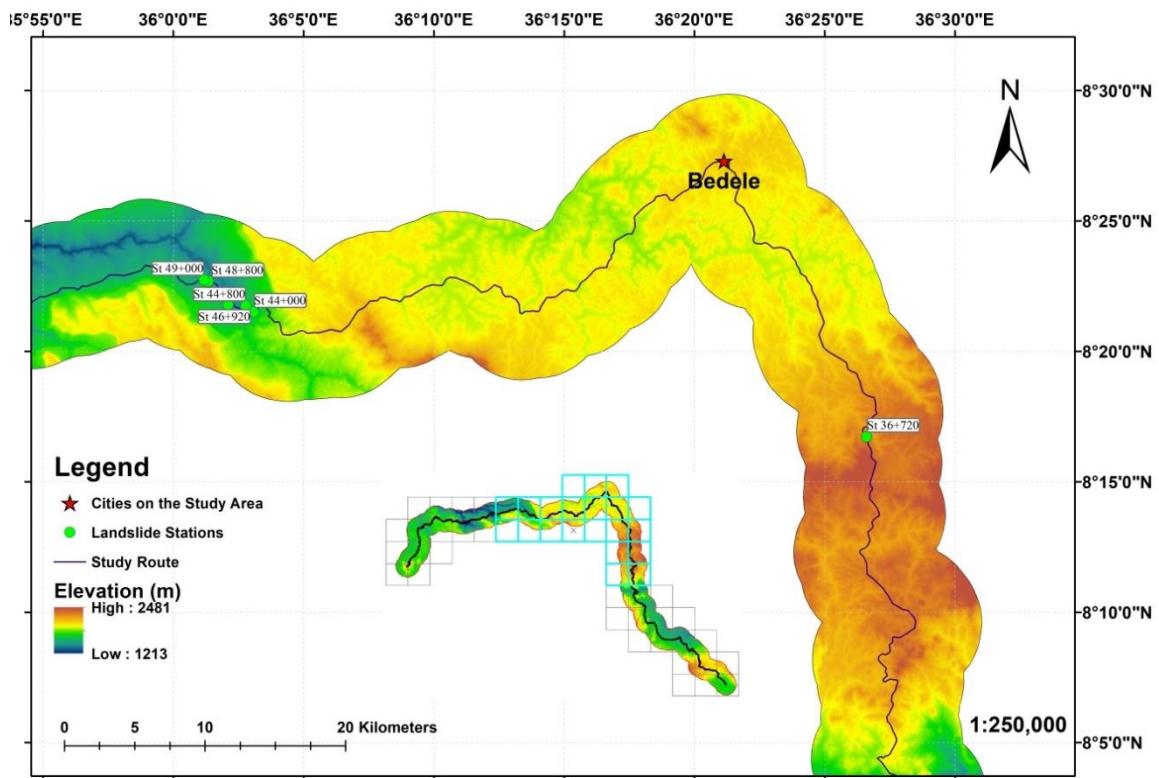 35°55'0"E 36°0'0"E 36°5'0"E 36°10'0"E 36°15'0"E 36°20'0"E 36°25'0"E 36°30'0"E
N
8°30'0"N
Bedele
8°25'0"N
St 49+000 St 48+800
St 44+800 St 44+000
St 46+920
8°20'0"N
St 36+720
Legend
8°15'0"N
Cities on the Study Area
Landslide Stations
Study Route
Elevation (m)
High : 2481
8°10'0"N
Low : 1213
0 5 10 20 Kilometers
1:250,000
8°5'0"N